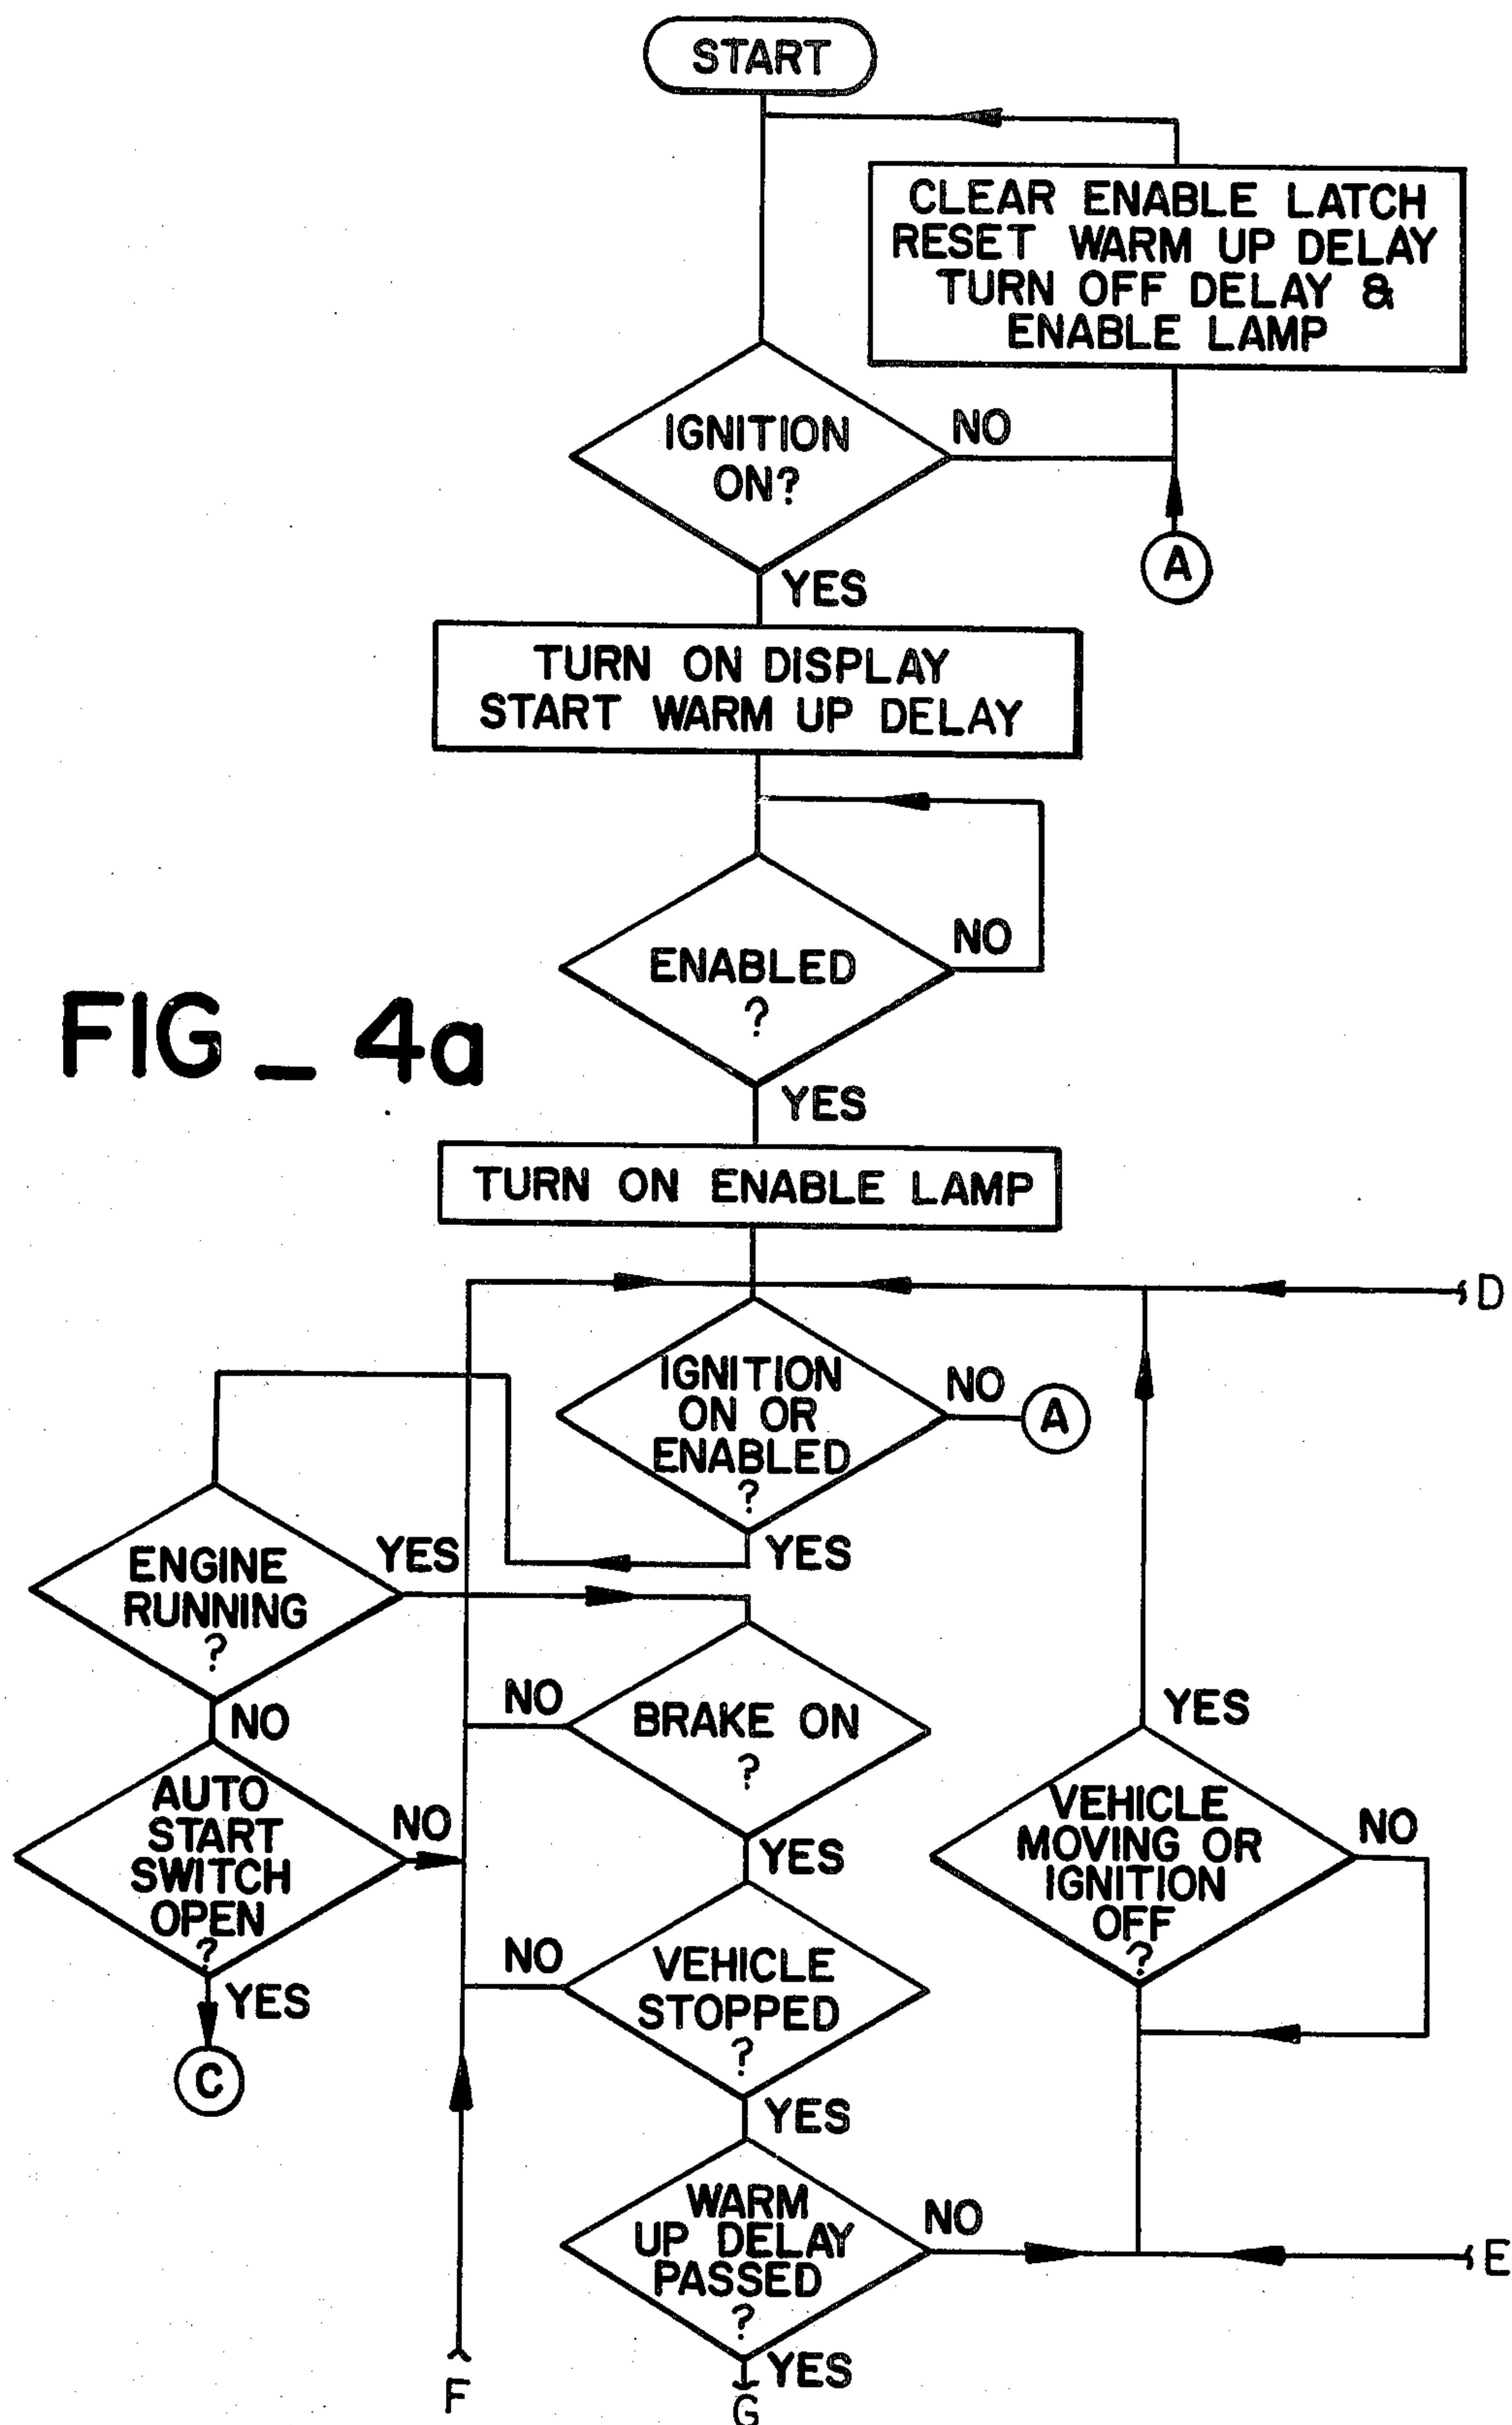 START
CLEAR ENABLE LATCH
RESET WARM UP DELAY
TURN OFF DELAY &
ENABLE LAMP
IGNITION
ON?
NO
A
YES
TURN ON DISPLAY
START WARM UP DELAY
ENABLED
?
NO
FIG_4a
YES
TURN ON ENABLE LAMP
D
IGNITION
ON OR
ENABLED
?
NO
A
YES
ENGINE
RUNNING
?
YES
NO
BRAKE ON
?
NO
YES
AUTO
START
SWITCH
OPEN
?
NO
YES
C
VEHICLE
MOVING OR
IGNITION
OFF
?
YES
NO
VEHICLE
STOPPED
?
NO
YES
WARM
UP DELAY
PASSED
?
NO
E
YES
F
G